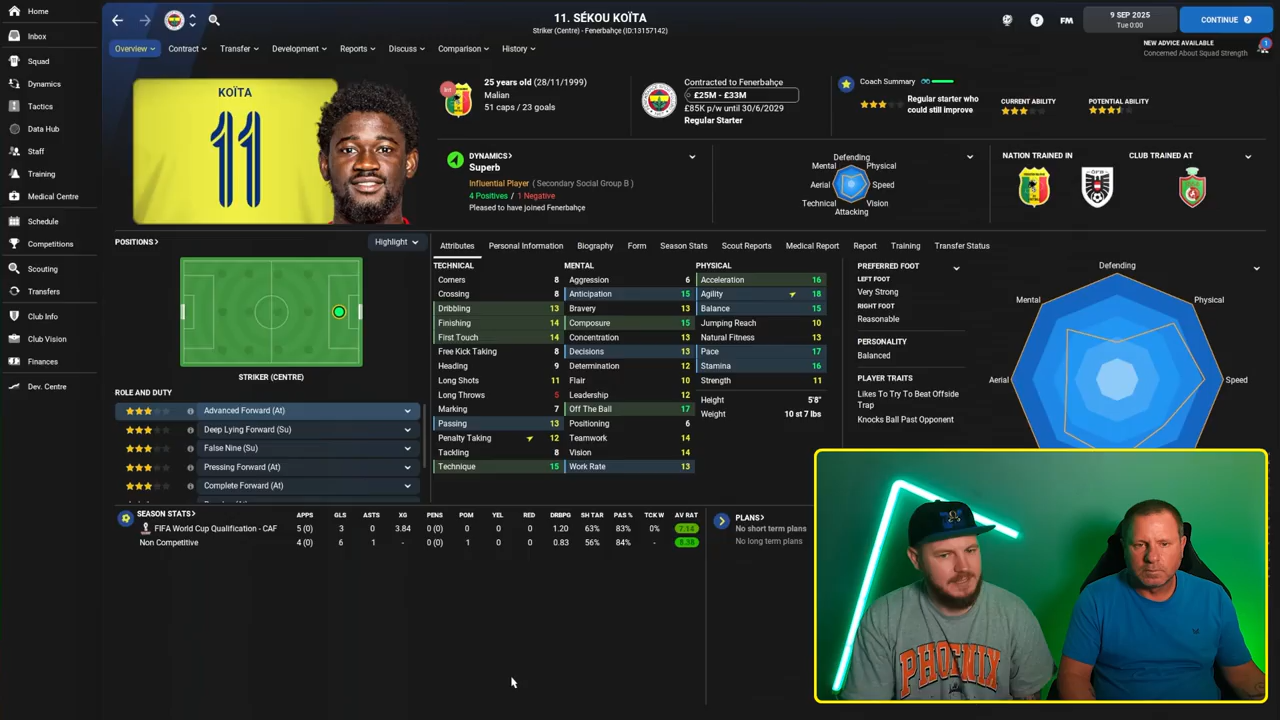 11. SÉKOU KOÏTA
Striker (Centre) - Fenerbahçe (ID:13157142)
Home
Inbox
Squad
Dynamics
Tactics
Data Hub
Staff
Training
Medical Centre
Schedule
Competitions
Scouting
Transfers
Club Info
Club Vision
Finances
Dev. Centre
FM
9 SEP 2025
Tue 0:00
CONTINUE
Overview
Contract
Transfer
Development
Reports
Discuss
Comparison
History
NEW ADVICE AVAILABLE
Concerned About Squad Strength
1
KOÏTA
11
25 years old (28/11/1999)
Malian
51 caps / 23 goals
Contracted to Fenerbahçe
£25M - £33M
£85K p/w until 30/6/2029
Regular Starter
Coach Summary
Regular starter who
could still improve
CURRENT ABILITY
POTENTIAL ABILITY
DYNAMICS>
Superb
Influential Player ( Secondary Social Group B )
4 Positives / 1 Negative
Pleased to have joined Fenerbahçe
Defending
Mental
Physical
Aerial
Speed
Technical
Vision
Attacking
NATION TRAINED IN
CLUB TRAINED AT
POSITIONS>
Highlight
STRIKER (CENTRE)
ROLE AND DUTY
Advanced Forward (At)
Deep Lying Forward (Su)
False Nine (Su)
Pressing Forward (At)
Complete Forward (At)
Attributes
Personal Information
Biography
Form
Season Stats
Scout Reports
Medical Report
Report
Training
Transfer Status
TECHNICAL
Corners 8
Crossing 8
Dribbling 13
Finishing 14
First Touch 14
Free Kick Taking 8
Heading 9
Long Shots 11
Long Throws 5
Marking 7
Passing 13
Penalty Taking 12
Tackling 8
Technique 15
MENTAL
Aggression 6
Anticipation 15
Bravery 13
Composure 15
Concentration 13
Decisions 13
Determination 12
Flair 10
Leadership 12
Off The Ball 17
Positioning 6
Teamwork 14
Vision 14
Work Rate 13
PHYSICAL
Acceleration 16
Agility 18
Balance 15
Jumping Reach 10
Natural Fitness 13
Pace 17
Stamina 16
Strength 11
Height 5'8"
Weight 10 st 7 lbs
PREFERRED FOOT
LEFT FOOT
Very Strong
RIGHT FOOT
Reasonable
PERSONALITY
Balanced
PLAYER TRAITS
Likes To Try To Beat Offside
Trap
Knocks Ball Past Opponent
Defending
Mental
Physical
Aerial
Speed
SEASON STATS> APPS GLS ASTS XG PENS POM YEL RED DRBPG SH TAR PAS % TCK W AV RAT
FIFA World Cup Qualification - CAF 5 (0) 3 0 3.84 0 (0) 0 0 0 1.20 63% 83% 0% 7.14
Non Competitive 4 (0) 6 1 - 0 (0) 1 0 0 0.83 56% 84% - 8.58
PLANS>
No short term plans
No long term plans
PHOENIX